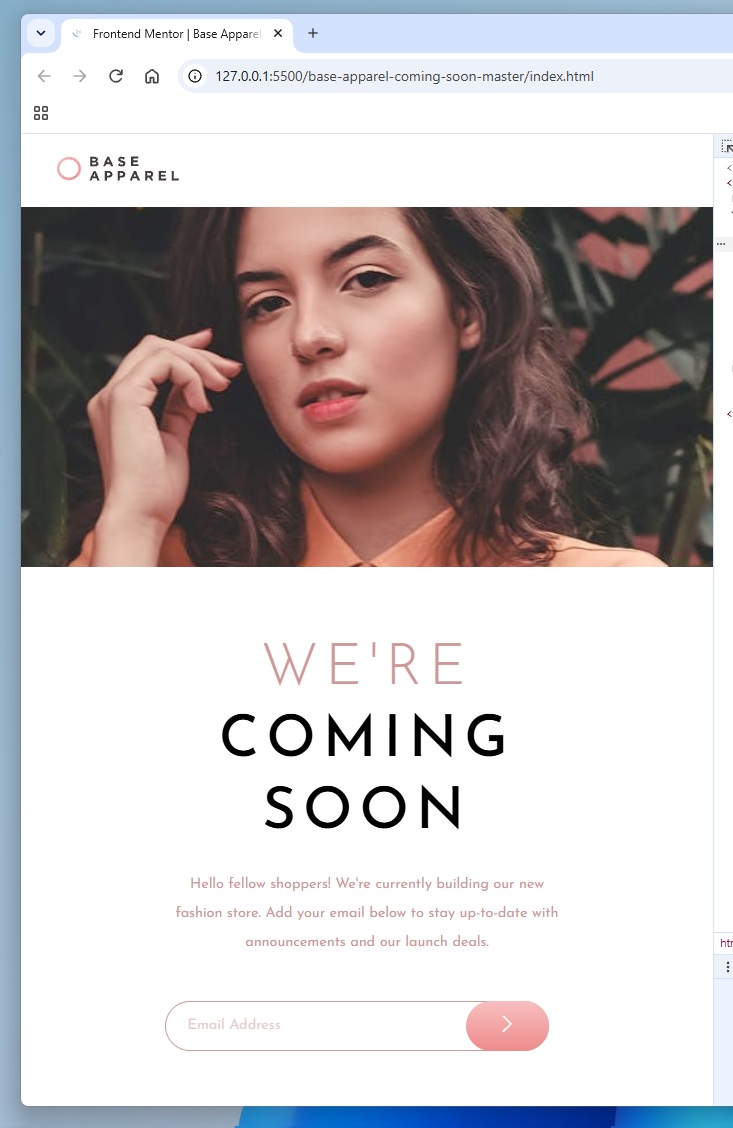 Frontend Mentor | Base Apparel
127.0.0.1:5500/base-apparel-coming-soon-master/index.html
BASE
APPAREL
WE'RE
COMING
SOON
Hello fellow shoppers! We're currently building our new
fashion store. Add your email below to stay up-to-date with
announcements and our launch deals.
Email Address